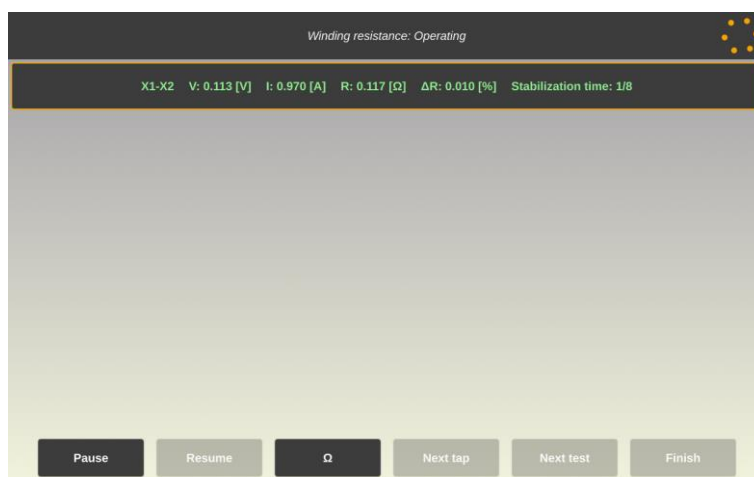 Winding resistance: Operating
X1-X2 V: 0.113 [V] I: 0.970 [A] R: 0.117 [Ω] ΔR: 0.010 [%] Stabilization time: 1/8
Pause Resume Ω Next tap Next test Finish